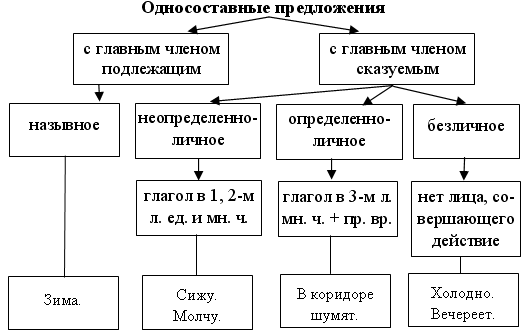 Односоставные предложения
с главным членом
подлежащим
с главным членом
сказуемым
назывное
неопределенно-
личное
определенно-
личное
безличное
глагол в 1, 2-м
л. ед. и мн. ч.
глагол в 3-м л.
мн. ч. + пр. вр.
нет лица, со-
вершающего
действие
Зима.
Сижу.
Молчу.
В коридоре
шумят.
Холодно.
Вечереет.